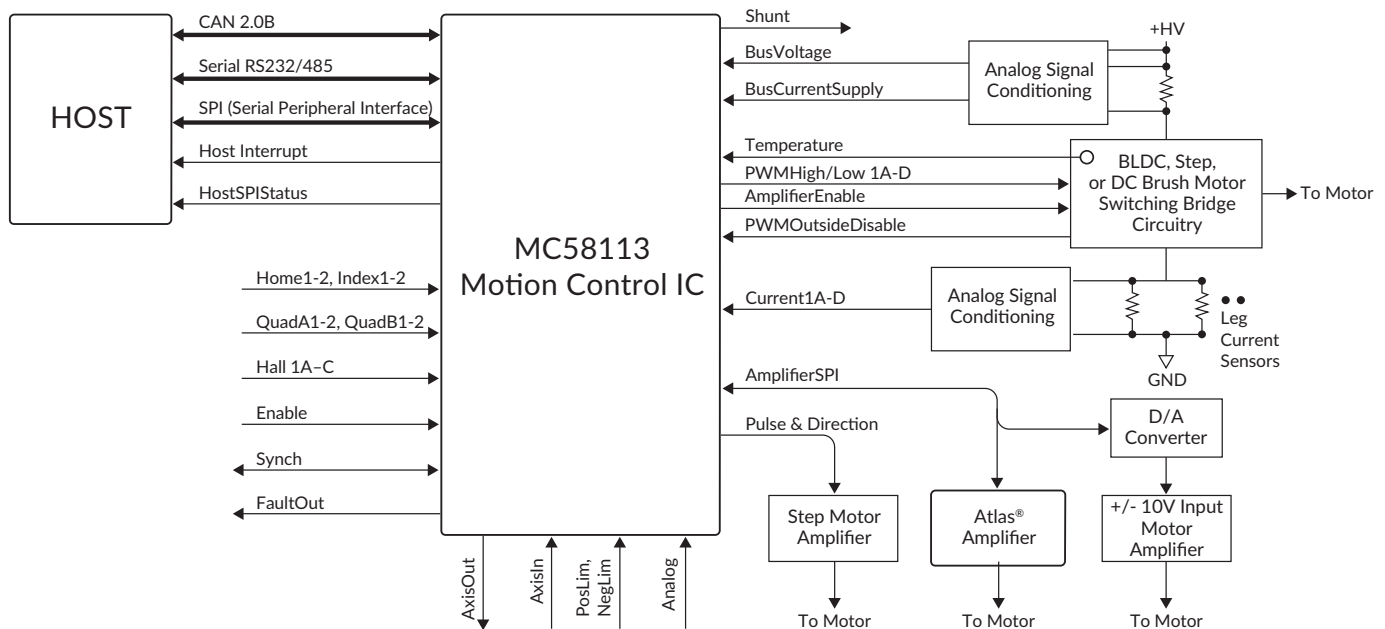 HOST
CAN 2.0B
Serial RS232/485
SPI (Serial Peripheral Interface)
Host Interrupt
HostSPIStatus
Home1-2, Index1-2
QuadA1-2, QuadB1-2
Hall 1A–C
Enable
Synch
FaultOut
MC58113
Motion Control IC
AxisOut
AxisIn
PosLim,
NegLim
Analog
Shunt
BusVoltage
BusCurrentSupply
Temperature
PWMHigh/Low 1A-D
AmplifierEnable
PWMOutsideDisable
Current1A-D
AmplifierSPI
Pulse & Direction
Analog Signal
Conditioning
+HV
BLDC, Step,
or DC Brush Motor
Switching Bridge
Circuitry
To Motor
Analog Signal
Conditioning
Leg
Current
Sensors
GND
D/A
Converter
Step Motor
Amplifier
Atlas®
Amplifier
+/- 10V Input
Motor
Amplifier
To Motor
To Motor
To Motor